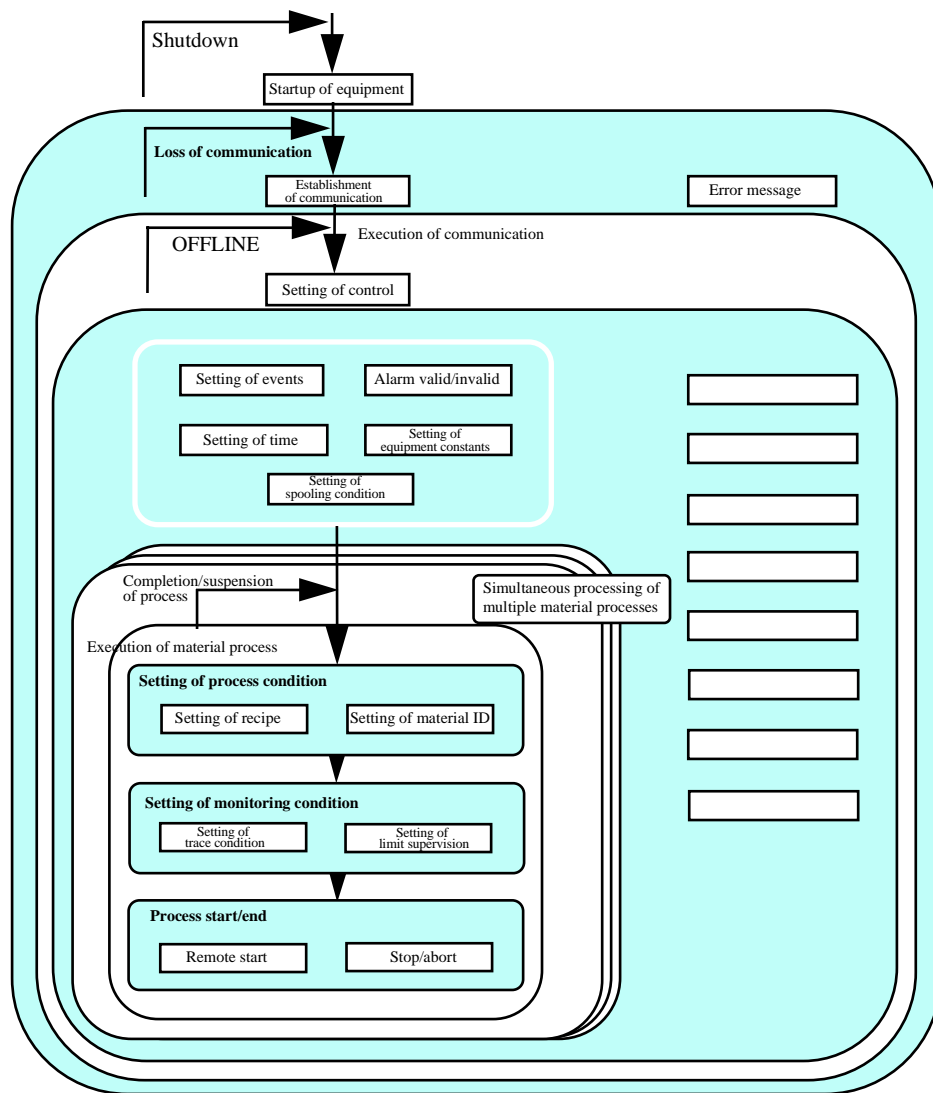 Shutdown
Startup of equipment
Loss of communication
Establishment
of communication
Error message
OFFLINE
Execution of communication
Setting of control
Setting of events
Alarm valid/invalid
Setting of time
Setting of
equipment constants
Setting of
spooling condition
Completion/suspension
of process
Simultaneous processing of
multiple material processes
Execution of material process
Setting of process condition
Setting of recipe
Setting of material ID
Setting of monitoring condition
Setting of
trace condition
Setting of
limit supervision
Process start/end
Remote start
Stop/abort